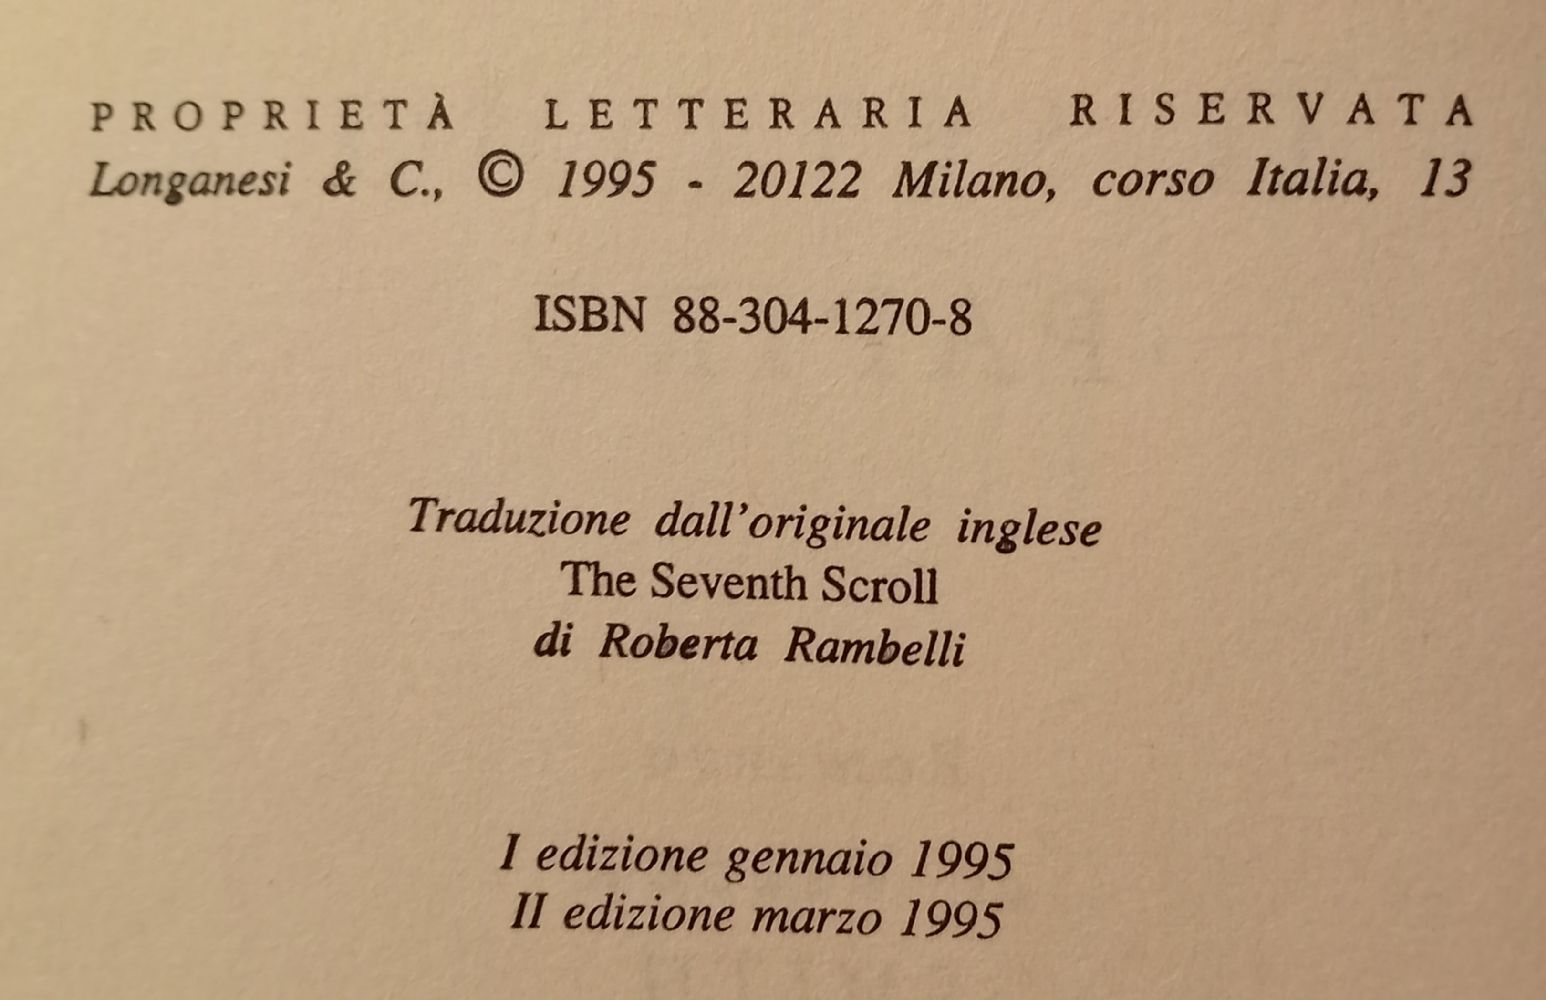 PROPRIETÀ LETTERARIA RISERVATA
Longanesi & C., © 1995 - 20122 Milano, corso Italia, 13
ISBN 88-304-1270-8
Traduzione dall'originale inglese
The Seventh Scroll
di Roberta Rambelli
I edizione gennaio 1995
II edizione marzo 1995